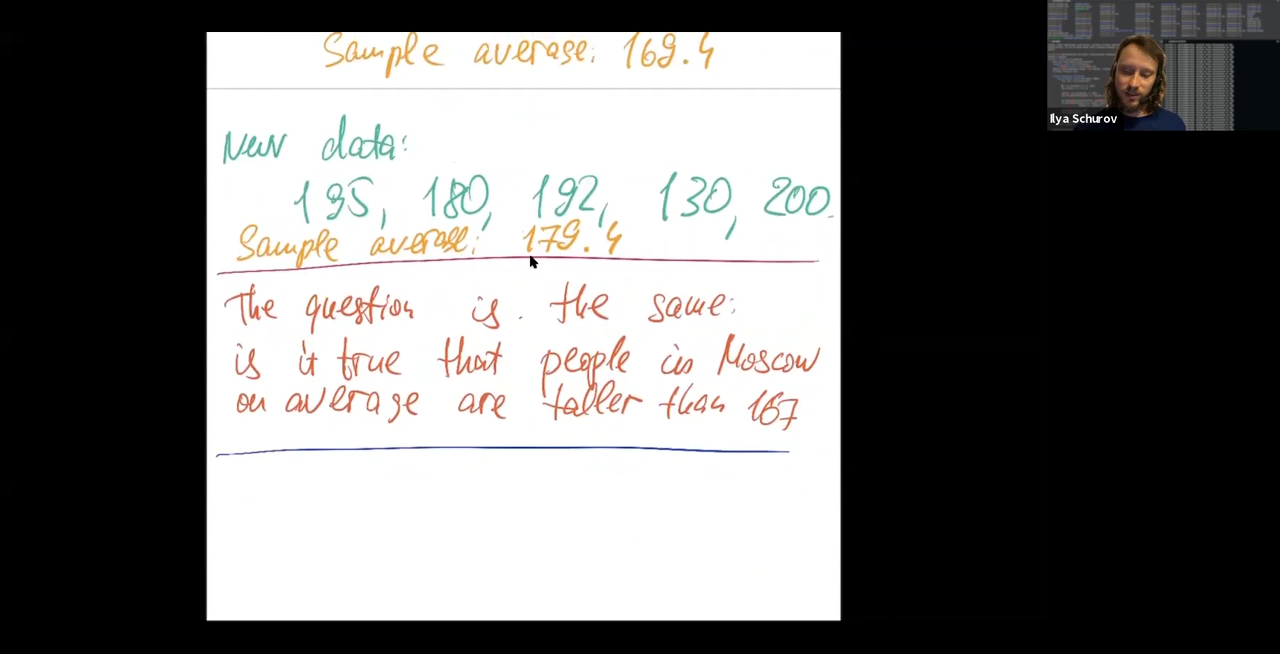 Sample average: 169.4
New data:
195, 180, 192, 130, 200.
Sample average: 179.4
The question is. the same:
is it true that people in Moscow
on average are taller than 167
Ilya Schurov